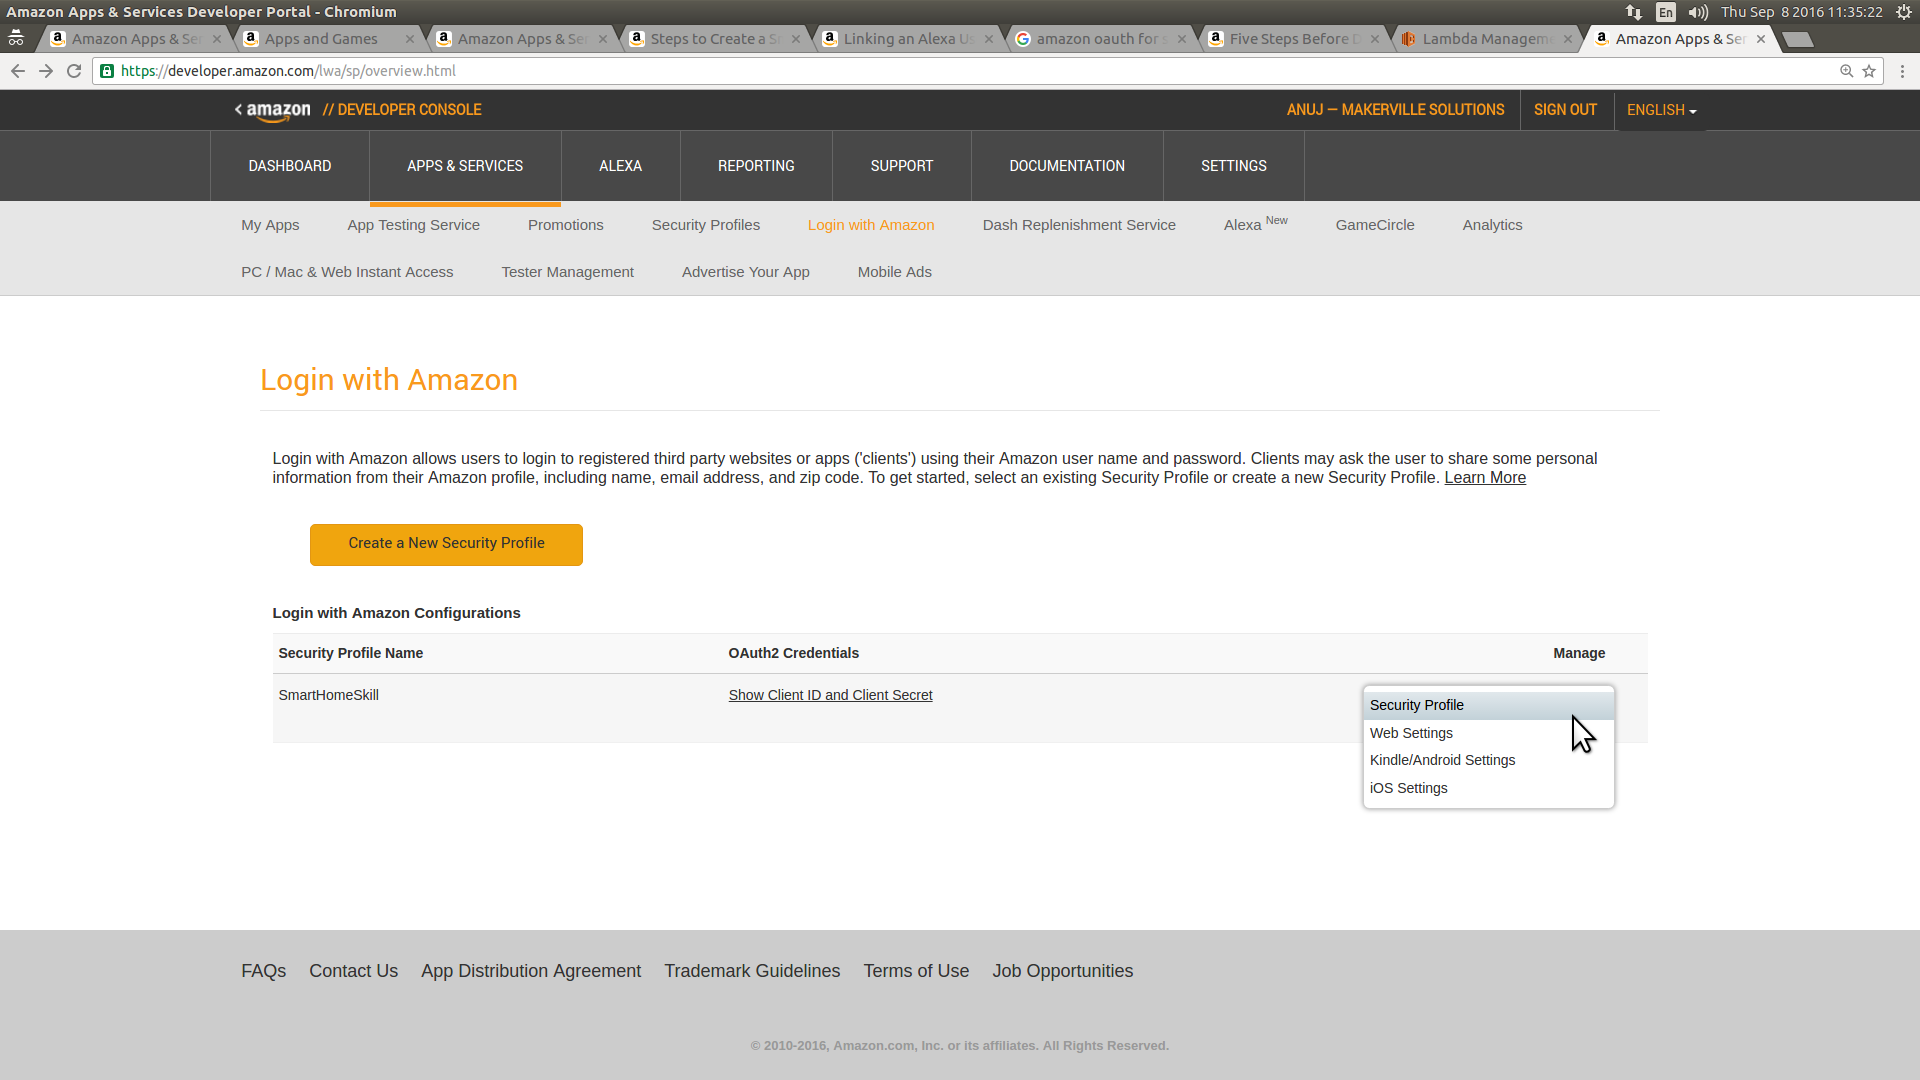 Amazon Apps & Services Developer Portal - Chromium
En
Thu Sep 8 2016 11:35:22
Amazon Apps & Se
Apps and Games
Amazon Apps & Se
Steps to Create a S
Linking an Alexa U
amazon oauth for
Five Steps Before
Lambda Managem
Amazon Apps & Se
https://developer.amazon.com/lwa/sp/overview.html
< amazon // DEVELOPER CONSOLE
ANUJ — MAKERVILLE SOLUTIONS
SIGN OUT
ENGLISH
DASHBOARD
APPS & SERVICES
ALEXA
REPORTING
SUPPORT
DOCUMENTATION
SETTINGS
My Apps
App Testing Service
Promotions
Security Profiles
Login with Amazon
Dash Replenishment Service
Alexa New
GameCircle
Analytics
PC / Mac & Web Instant Access
Tester Management
Advertise Your App
Mobile Ads
Login with Amazon
Login with Amazon allows users to login to registered third party websites or apps ('clients') using their Amazon user name and password. Clients may ask the user to share some personal
information from their Amazon profile, including name, email address, and zip code. To get started, select an existing Security Profile or create a new Security Profile. Learn More
Create a New Security Profile
Login with Amazon Configurations
Security Profile Name
OAuth2 Credentials
Manage
SmartHomeSkill
Show Client ID and Client Secret
Security Profile
Web Settings
Kindle/Android Settings
iOS Settings
FAQs
Contact Us
App Distribution Agreement
Trademark Guidelines
Terms of Use
Job Opportunities
© 2010-2016, Amazon.com, Inc. or its affiliates. All Rights Reserved.